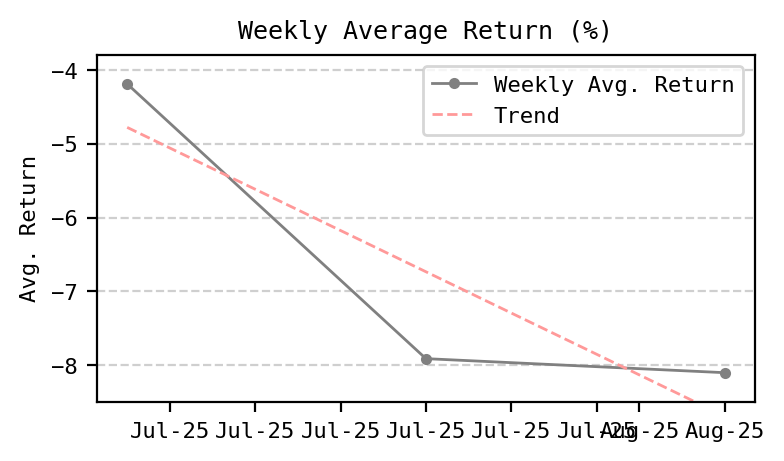 Weekly Average Return (%)
Weekly Avg. Return
Trend
Avg. Return
−4
−5
−6
−7
−8
Jul-25 Jul-25 Jul-25 Jul-25 Jul-25 Jul-25 Aug-25 Aug-25